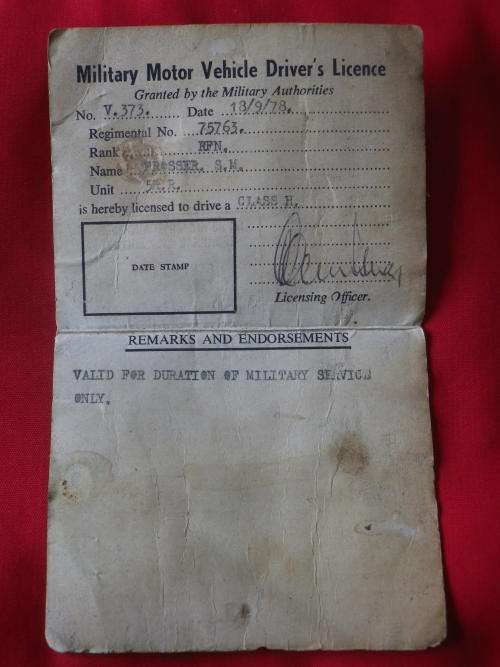 Military Motor Vehicle Driver's Licence
Granted by the Military Authorities
No. V.373. Date 18/9/78.
Regimental No. 75763.
Rank RFN.
Name PROSSER. S.M.
Unit R.R.
is hereby licensed to drive a CLASS H.
DATE STAMP
Licensing Officer.
REMARKS AND ENDORSEMENTS
VALID FOR DURATION OF MILITARY SERVICE
ONLY.